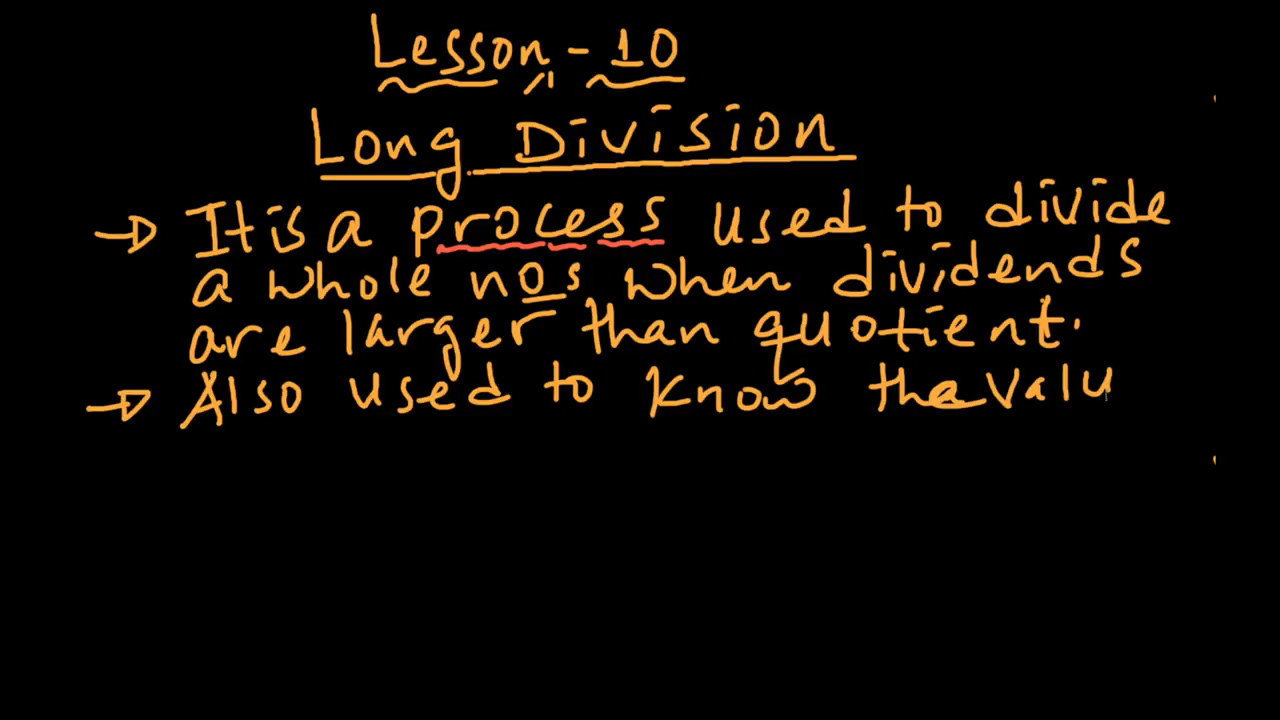 Lesson - 10
Long Division
→ It is a process used to divide
a whole nos when dividends
are larger than quotient.
→ Also used to know the valu